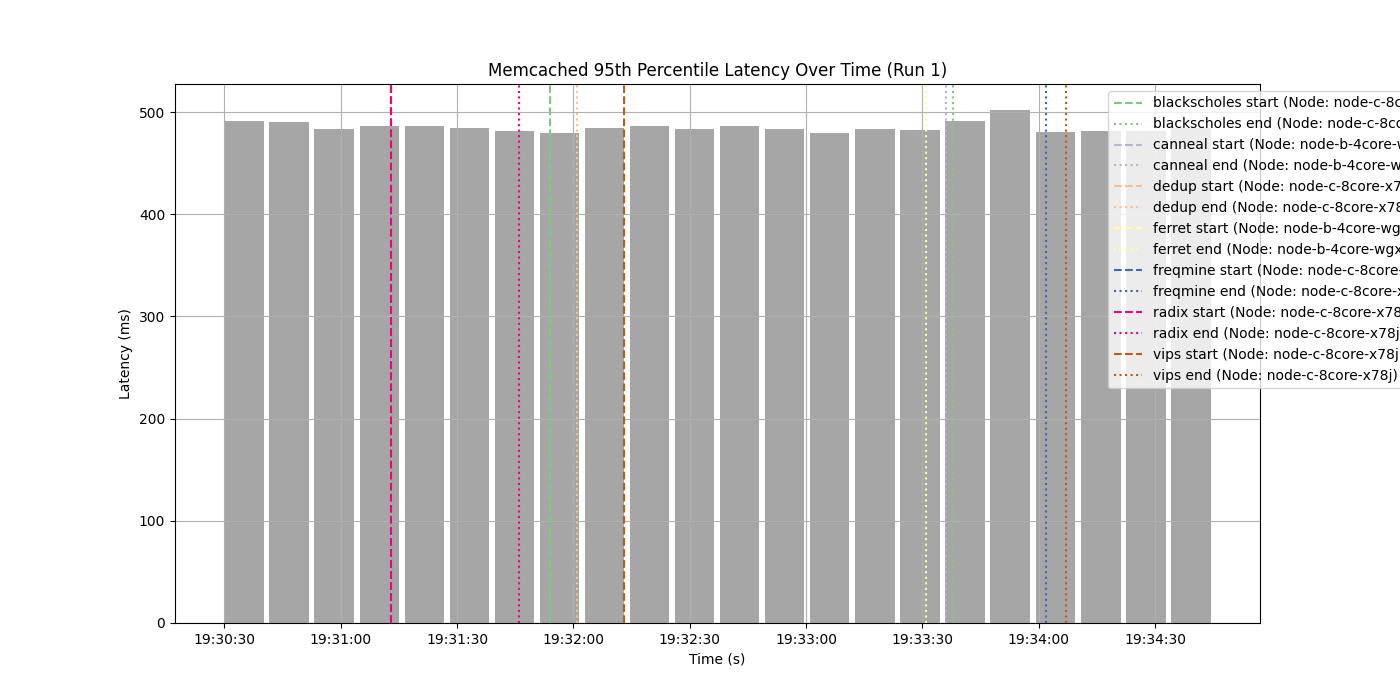 Memcached 95th Percentile Latency Over Time (Run 1)
500
400
300
200
100
0
Latency (ms)
19:30:30 19:31:00 19:31:30 19:32:00 19:32:30 19:33:00 19:33:30 19:34:00 19:34:30
Time (s)
blackscholes start (Node: node-c-8c
blackscholes end (Node: node-c-8co
canneal start (Node: node-b-4core-w
canneal end (Node: node-b-4core-w
dedup start (Node: node-c-8core-x7
dedup end (Node: node-c-8core-x78
ferret start (Node: node-b-4core-wg
ferret end (Node: node-b-4core-wgx
freqmine start (Node: node-c-8core-
freqmine end (Node: node-c-8core-x
radix start (Node: node-c-8core-x78
radix end (Node: node-c-8core-x78j
vips start (Node: node-c-8core-x78j
vips end (Node: node-c-8core-x78j)